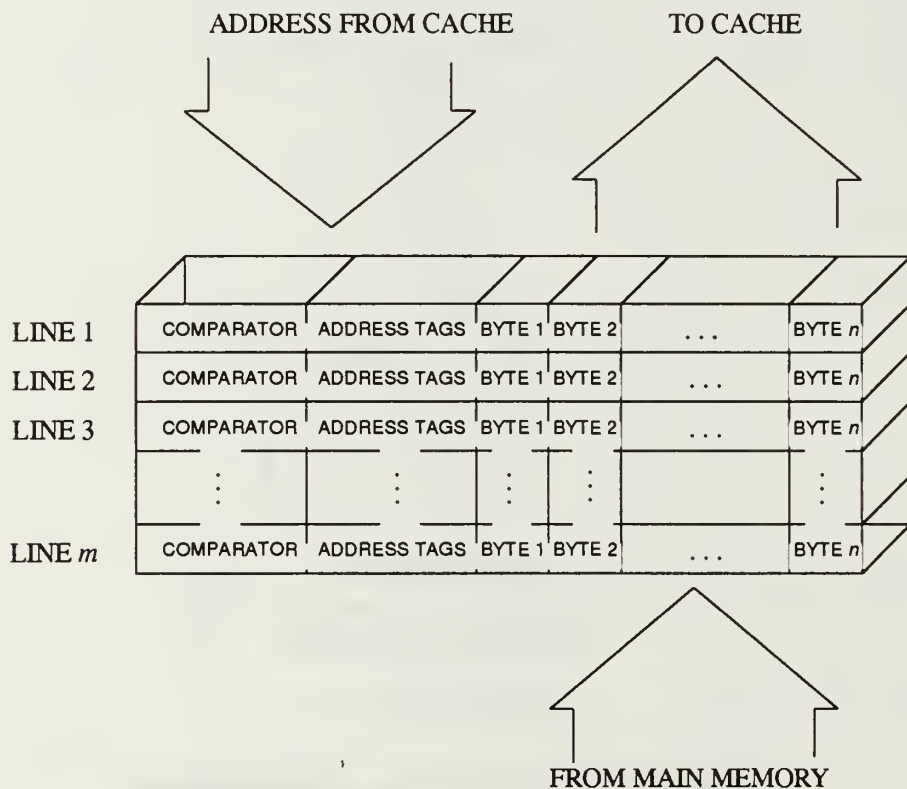 ADDRESS FROM CACHE TO CACHE
LINE 1 COMPARATOR ADDRESS TAGS BYTE 1 BYTE 2 ... BYTE n
LINE 2 COMPARATOR ADDRESS TAGS BYTE 1 BYTE 2 ... BYTE n
LINE 3 COMPARATOR ADDRESS TAGS BYTE 1 BYTE 2 ... BYTE n
LINE m COMPARATOR ADDRESS TAGS BYTE 1 BYTE 2 ... BYTE n
FROM MAIN MEMORY